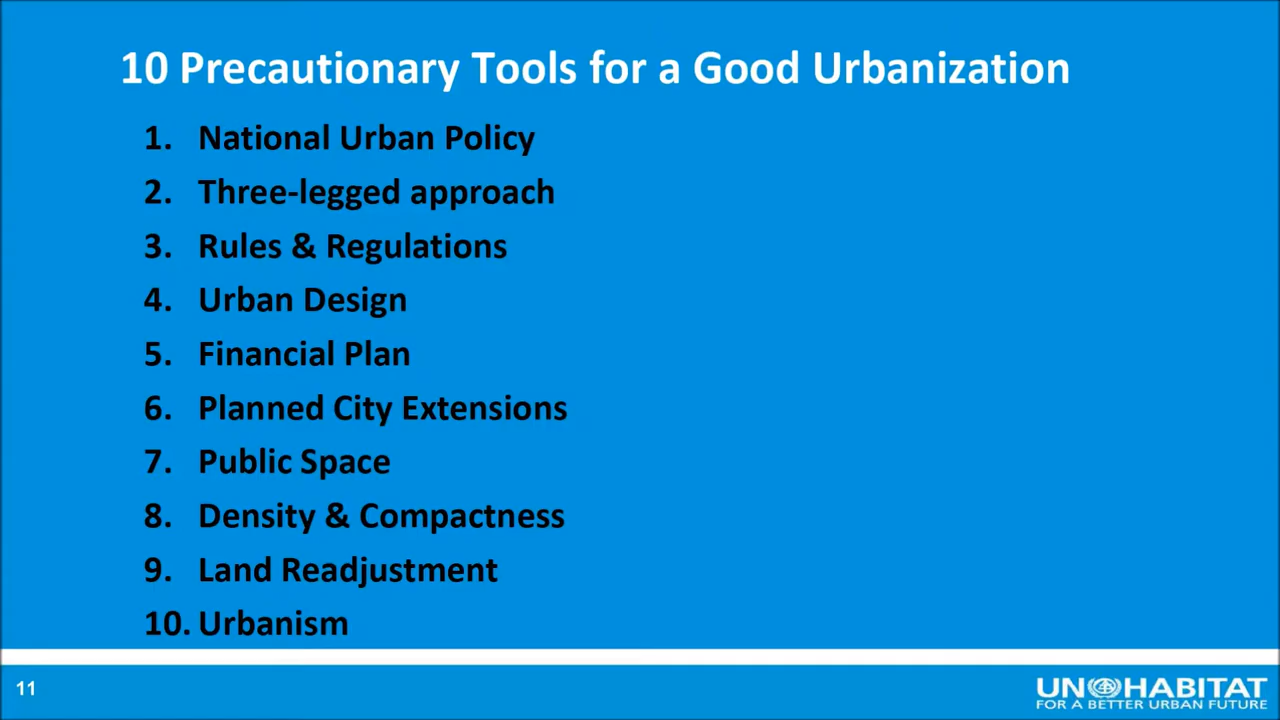 10 Precautionary Tools for a Good Urbanization
1. National Urban Policy
2. Three-legged approach
3. Rules & Regulations
4. Urban Design
5. Financial Plan
6. Planned City Extensions
7. Public Space
8. Density & Compactness
9. Land Readjustment
10. Urbanism
11
UN HABITAT
FOR A BETTER URBAN FUTURE